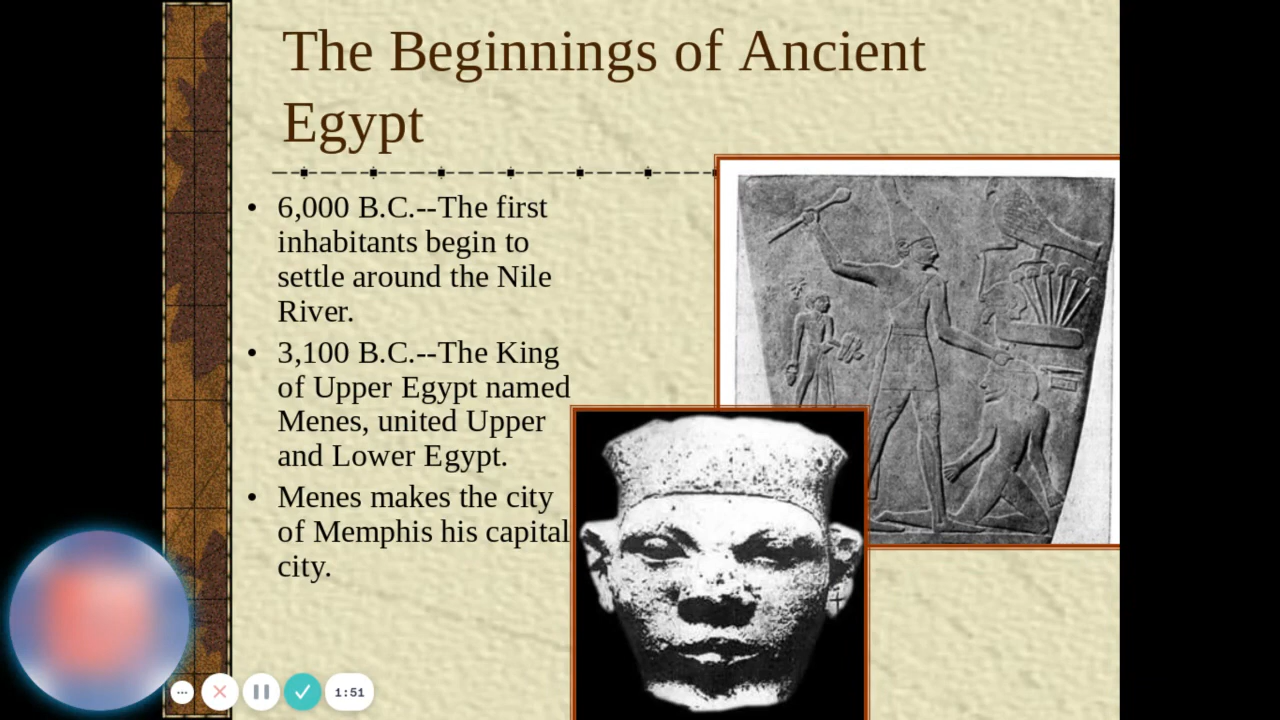 The Beginnings of Ancient
Egypt
• 6,000 B.C.--The first
inhabitants begin to
settle around the Nile
River.
• 3,100 B.C.--The King
of Upper Egypt named
Menes, united Upper
and Lower Egypt.
• Menes makes the city
of Memphis his capital
city.
1:51